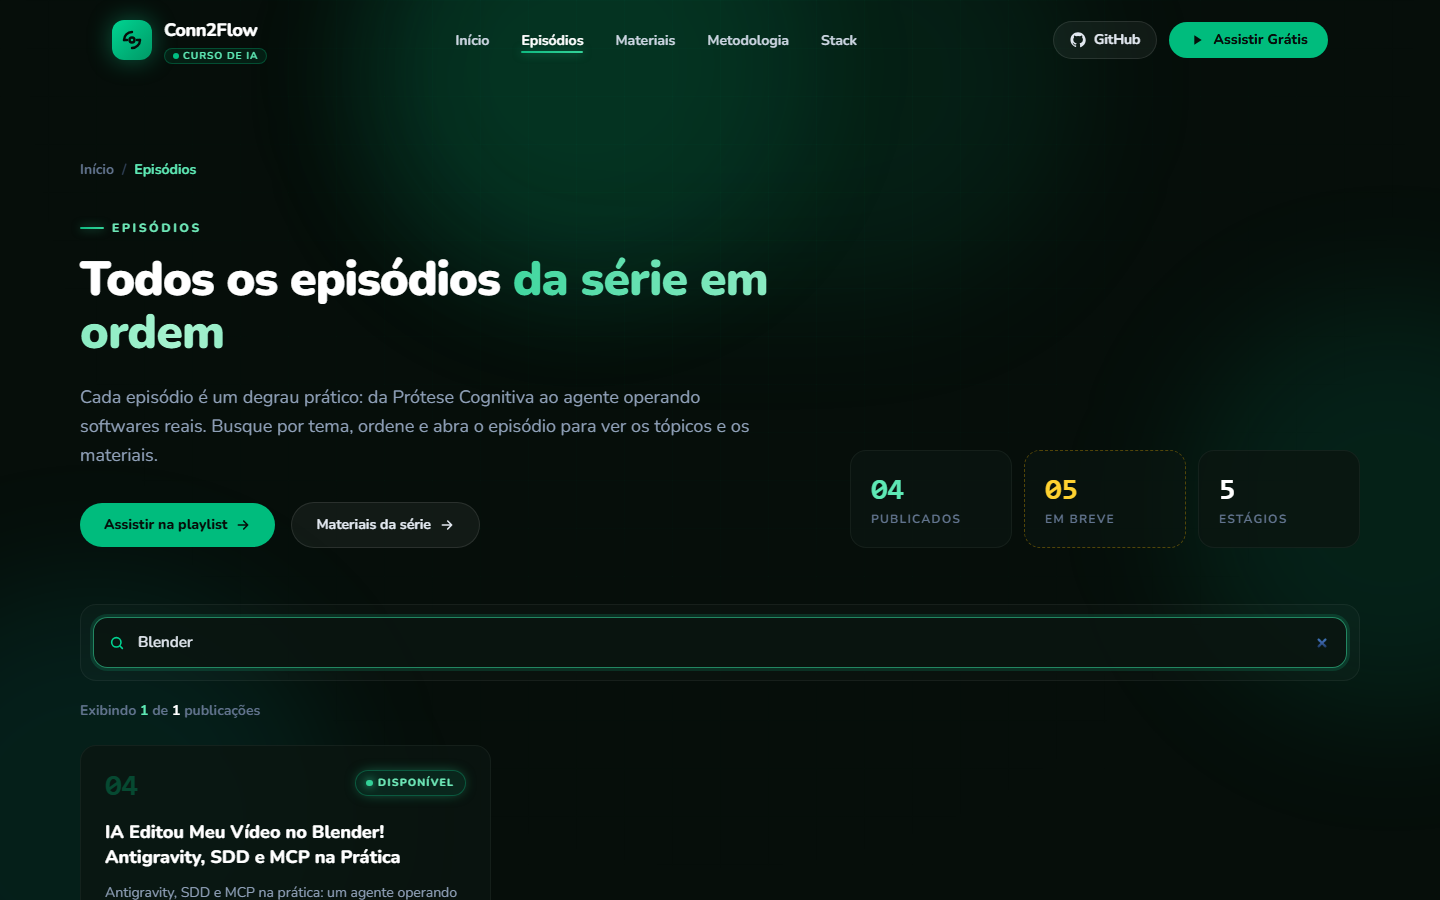 Conn2Flow
CURSO DE IA
Início
Episódios
Materiais
Metodologia
Stack
GitHub
Assistir Grátis
Início / Episódios
EPISÓDIOS
Todos os episódios da série em
ordem
Cada episódio é um degrau prático: da Prótese Cognitiva ao agente operando
softwares reais. Busque por tema, ordene e abra o episódio para ver os tópicos e os
materiais.
Assistir na playlist →
Materiais da série →
04
PUBLICADOS
05
EM BREVE
5
ESTÁGIOS
Blender
Exibindo 1 de 1 publicações
04
DISPONÍVEL
IA Editou Meu Vídeo no Blender!
Antigravity, SDD e MCP na Prática
Antigravity, SDD e MCP na prática: um agente operando